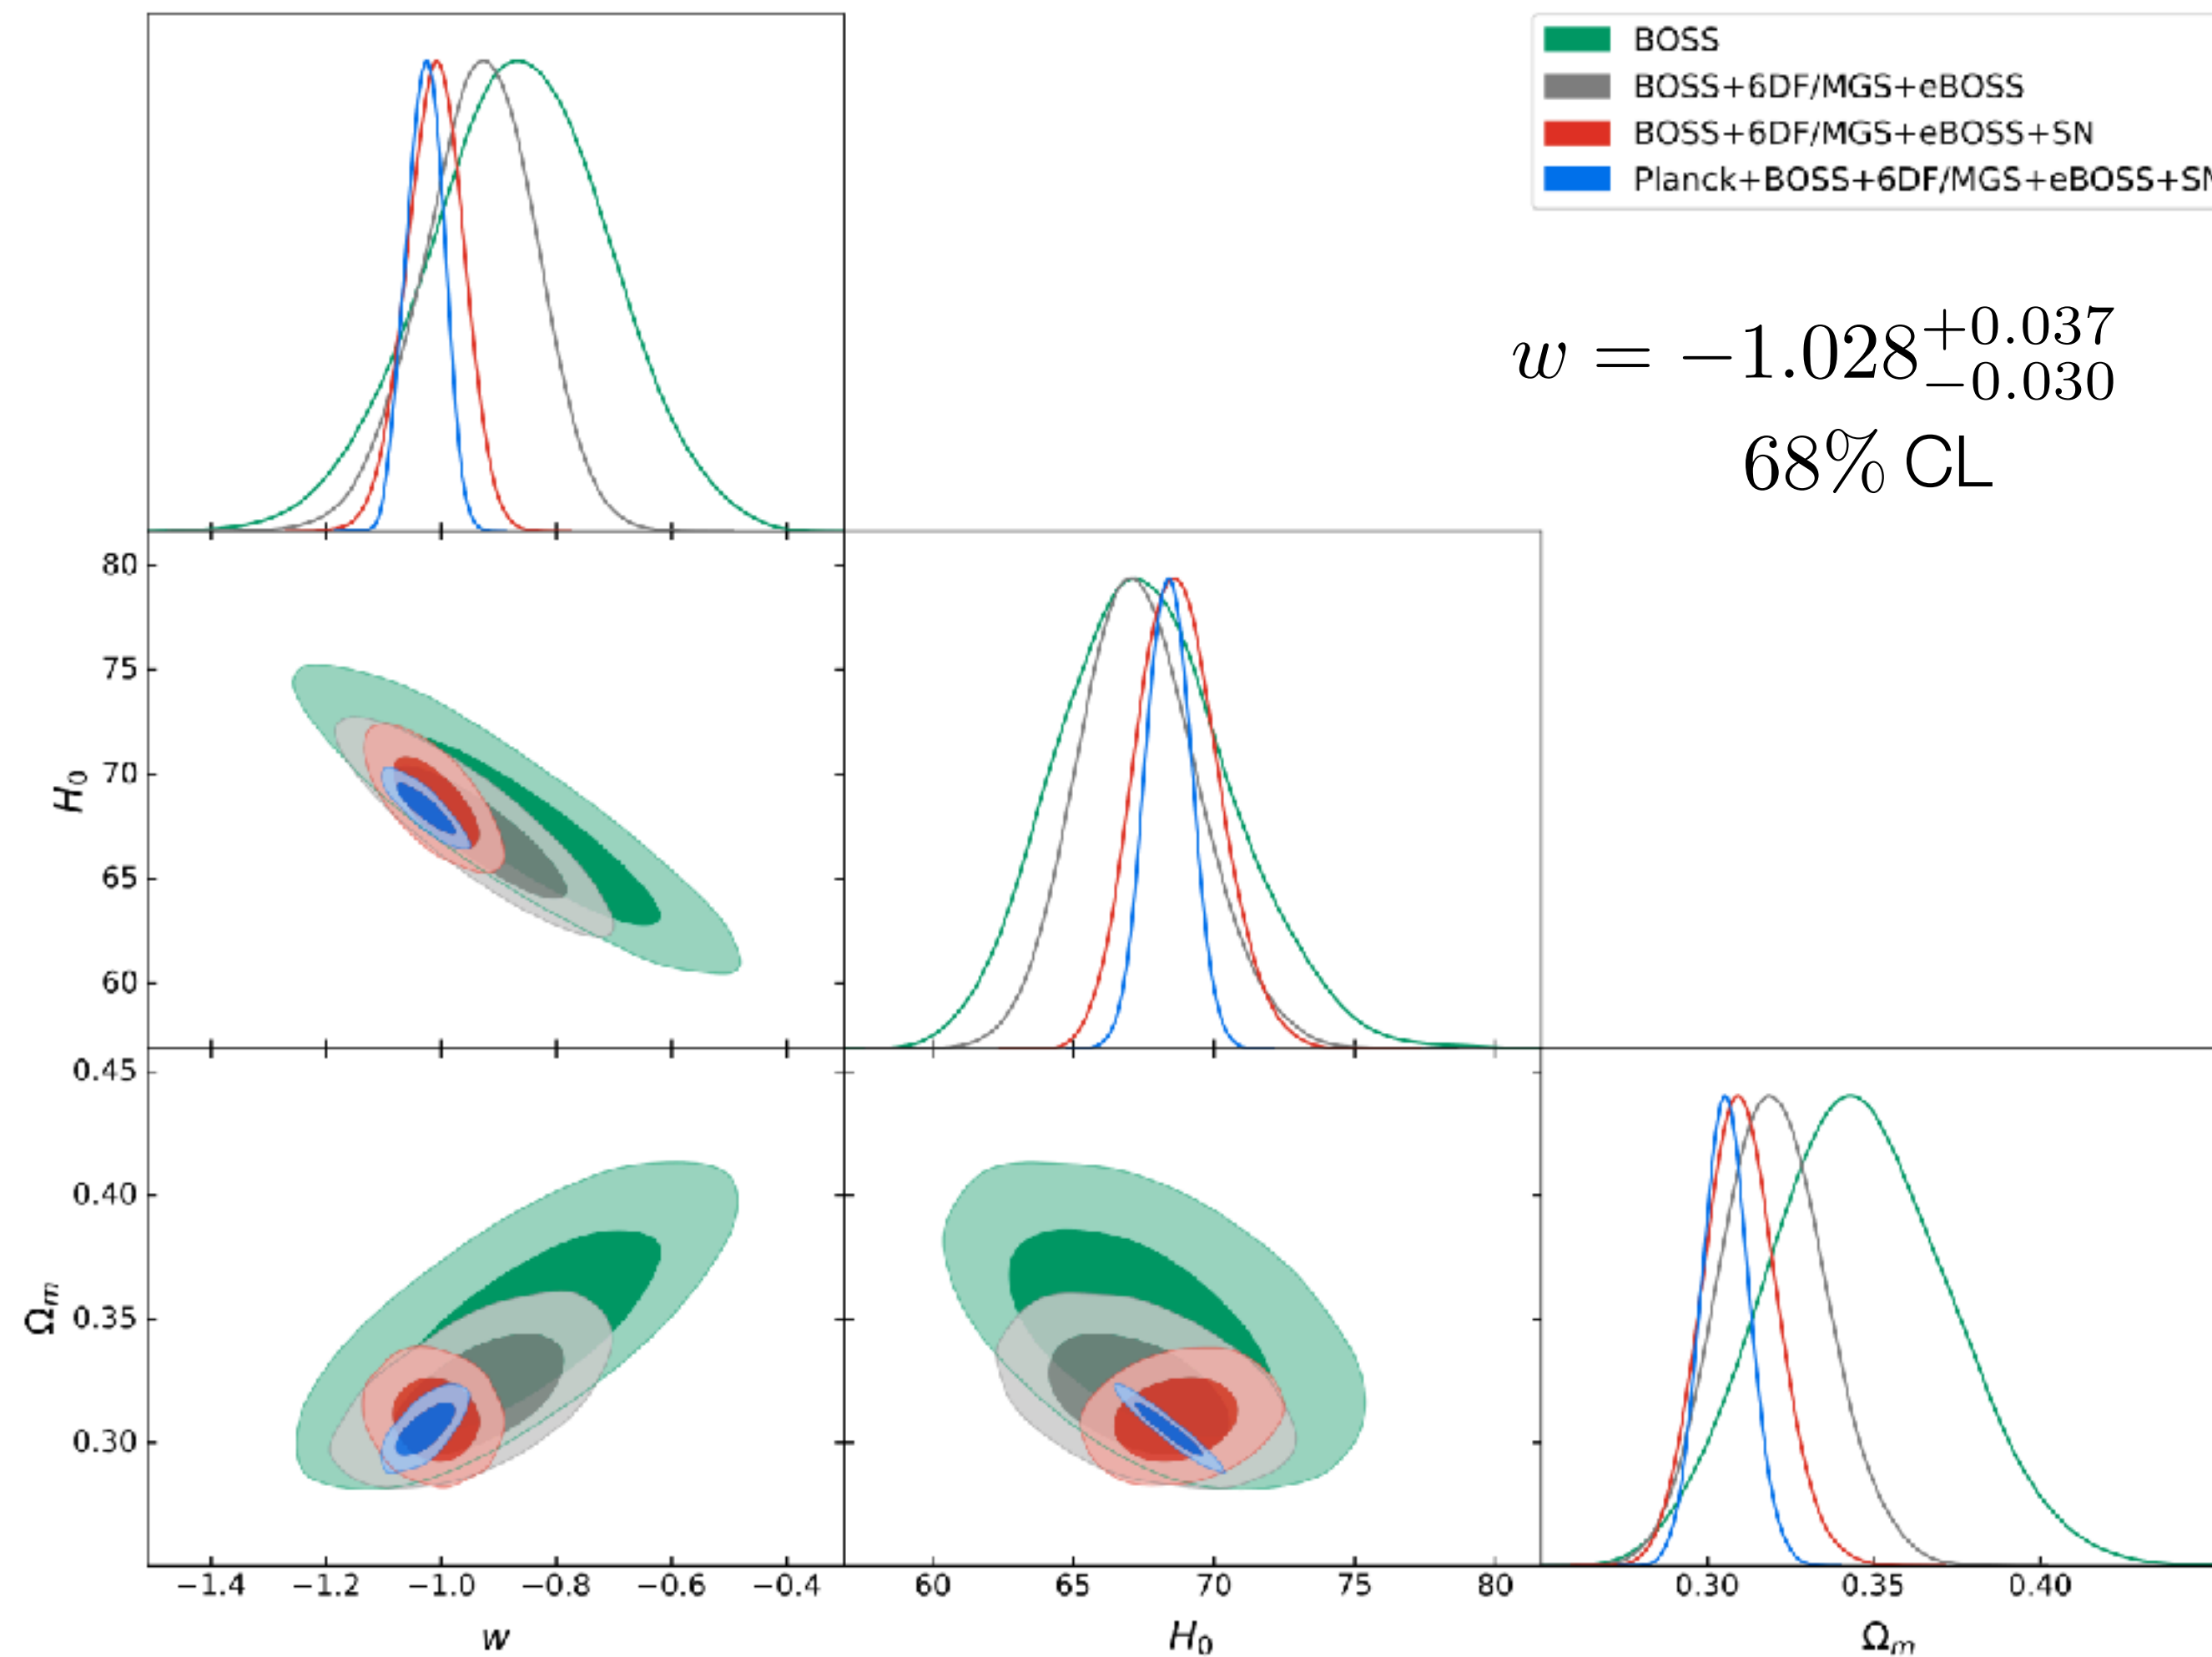 BOSS
BOSS+6DF/MGS+eBOSS
BOSS+6DF/MGS+eBOSS+SN
Planck+BOSS+6DF/MGS+eBOSS+SN
w = −1.028 +0.037 −0.030
68% CL
80
75
70
65
60
H₀
0.45
0.40
0.35
0.30
Ωₘ
−1.4 −1.2 −1.0 −0.8 −0.6 −0.4 60 65 70 75 80 0.30 0.35 0.40
w H₀ Ωₘ